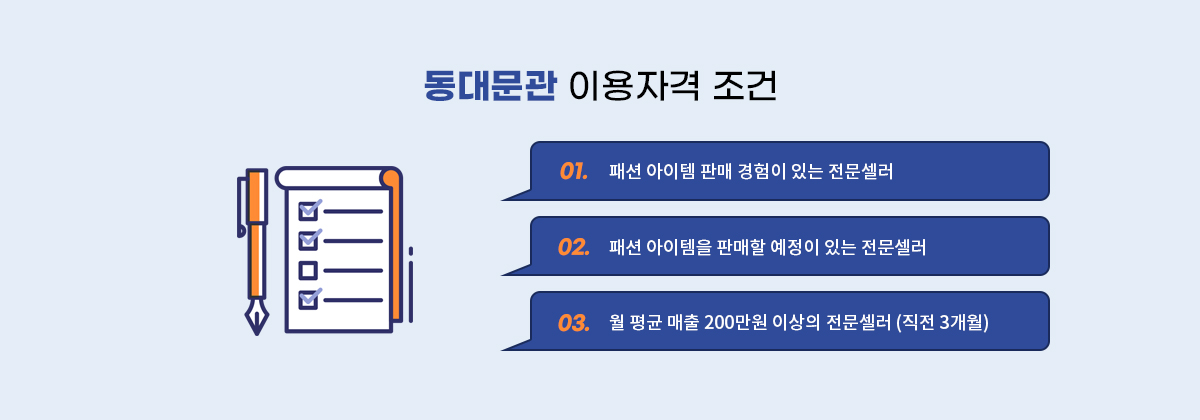 동대문관 이용자격 조건
01. 패션 아이템 판매 경험이 있는 전문셀러
02. 패션 아이템을 판매할 예정이 있는 전문셀러
03. 월 평균 매출 200만원 이상의 전문셀러 (직전 3개월)